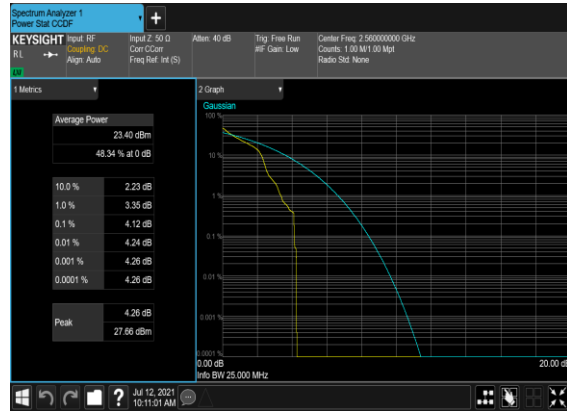 Spectrum Analyzer 1
Power Stat CCDF
KEYSIGHT
RL
Input: RF
Coupling: DC
Align: Auto
Input Z: 50 Ω
Corr CCorr
Freq Ref: Int (S)
Atten: 40 dB
Trig: Free Run
#IF Gain: Low
Center Freq: 2.560000000 GHz
Counts: 1.00 M/1.00 Mpt
Radio Std: None
1 Metrics
Average Power
23.40 dBm
48.34 % at 0 dB
10.0 % 2.23 dB
1.0 % 3.35 dB
0.1 % 4.12 dB
0.01 % 4.24 dB
0.001 % 4.26 dB
0.0001 % 4.26 dB
Peak
4.26 dB
27.66 dBm
2 Graph
Gaussian
100 %
10 %
1 %
0.1 %
0.01 %
0.001 %
0.0001 %
0.00 dB 20.00 dB
Info BW 25.000 MHz
?
Jul 12, 2021
10:11:01 AM